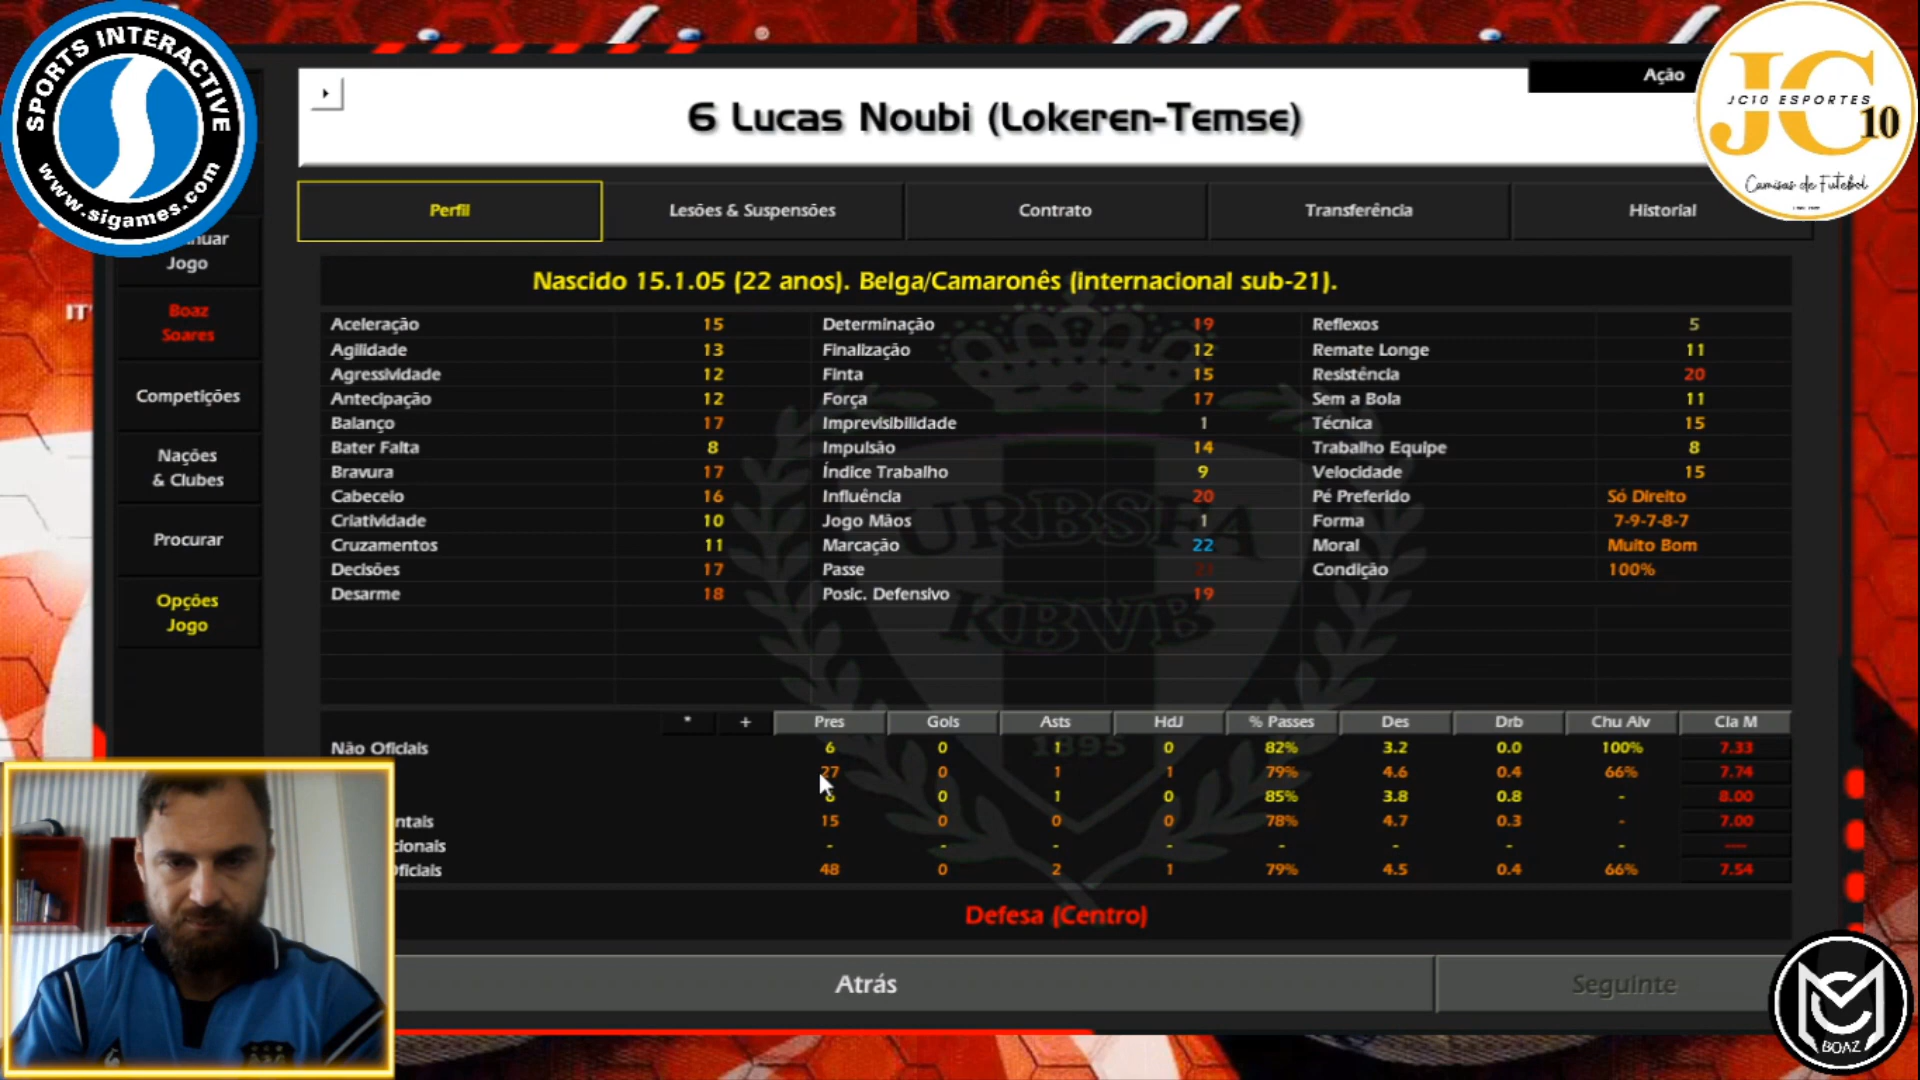 SPORTS INTERACTIVE
www.sigames.com
Ação
JC
JC10 ESPORTES
10
Camisas de Futebol
6 Lucas Noubi (Lokeren-Temse)
Perfil Lesões & Suspensões Contrato Transferência Historial
nuar
Jogo
Boaz
Soares
Competições
Nações
& Clubes
Procurar
Opções
Jogo
IT'
Nascido 15.1.05 (22 anos). Belga/Camaronês (internacional sub-21).
Aceleração 15 Determinação 19 Reflexos 5
Agilidade 13 Finalização 12 Remate Longe 11
Agressividade 12 Finta 15 Resistência 20
Antecipação 12 Força 17 Sem a Bola 11
Balanço 17 Imprevisibilidade 1 Técnica 15
Bater Falta 8 Impulsão 14 Trabalho Equipe 8
Bravura 17 Índice Trabalho 9 Velocidade 15
Cabeceio 16 Influência 20 Pé Preferido Só Direito
Criatividade 10 Jogo Mãos 1 Forma 7-9-7-8-7
Cruzamentos 11 Marcação 22 Moral Muito Bom
Decisões 17 Passe Condição 100%
Desarme 18 Posic. Defensivo 19
URBSFA
KBVB
1895
* + Pres Gols Asts HdJ % Passes Des Drb Chu Alv Cla M
Não Oficiais 6 0 1 0 82% 3.2 0.0 100% 7.33
27 0 1 1 79% 4.6 0.4 66% 7.74
0 1 0 85% 3.8 0.8 - 8.00
ntais 15 0 0 0 78% 4.7 0.3 - 7.00
cionais - - - - - - - - ----
ficiais 48 0 2 1 79% 4.5 0.4 66% 7.54
Defesa (Centro)
Atrás Seguinte
BOAZ